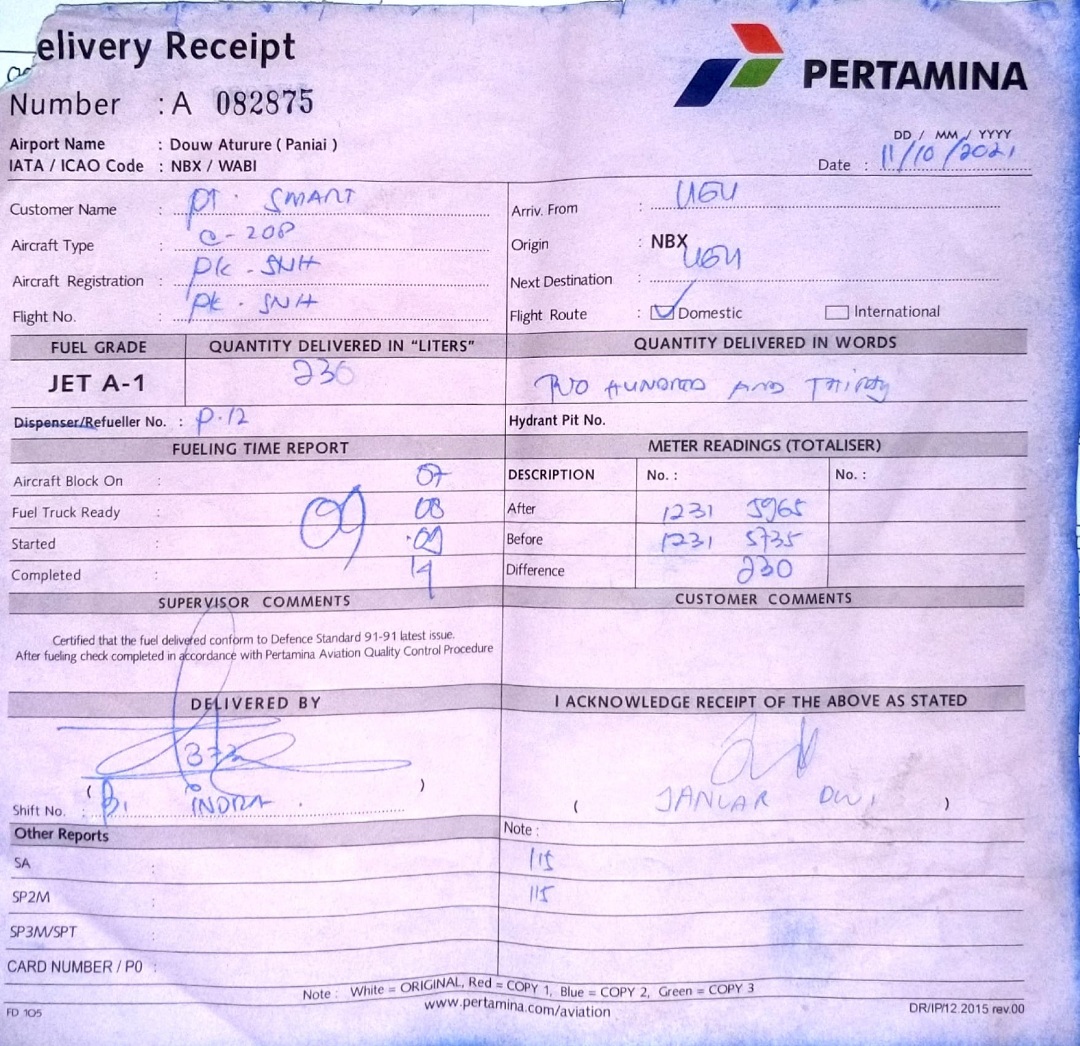 elivery Receipt
PERTAMINA
Number : A 082875
Airport Name : Douw Aturure ( Paniai )
IATA / ICAO Code : NBX / WABI
DD / MM / YYYY
Date : 11/10/2021
Customer Name : PT. SMART
Arriv. From : UGU
Aircraft Type : C-208
Origin : NBX
Aircraft Registration : PK-SNH
Next Destination : UGU
Flight No. : PK-SNH
Flight Route : Domestic International
FUEL GRADE QUANTITY DELIVERED IN "LITERS" QUANTITY DELIVERED IN WORDS
JET A-1 230 TWO HUNDRED AND THIRTY
Dispenser/Refueller No. : P.12 Hydrant Pit No.
FUELING TIME REPORT METER READINGS (TOTALISER)
Aircraft Block On : 07 DESCRIPTION No. : No. :
Fuel Truck Ready : 08 After 1231 5965
Started : 09 .09 Before 1231 5735
Completed : 14 Difference 230
SUPERVISOR COMMENTS CUSTOMER COMMENTS
Certified that the fuel delivered conform to Defence Standard 91-91 latest issue.
After fueling check completed in accordance with Pertamina Aviation Quality Control Procedure
DELIVERED BY I ACKNOWLEDGE RECEIPT OF THE ABOVE AS STATED
( )
Shift No. : INDRA ( JANUAR DWI )
Other Reports Note :
SA : 115
SP2M : 115
SP3M/SPT :
CARD NUMBER / PO :
Note : White = ORIGINAL, Red = COPY 1, Blue = COPY 2, Green = COPY 3
FD 105 www.pertamina.com/aviation DR/IP/12.2015 rev.00